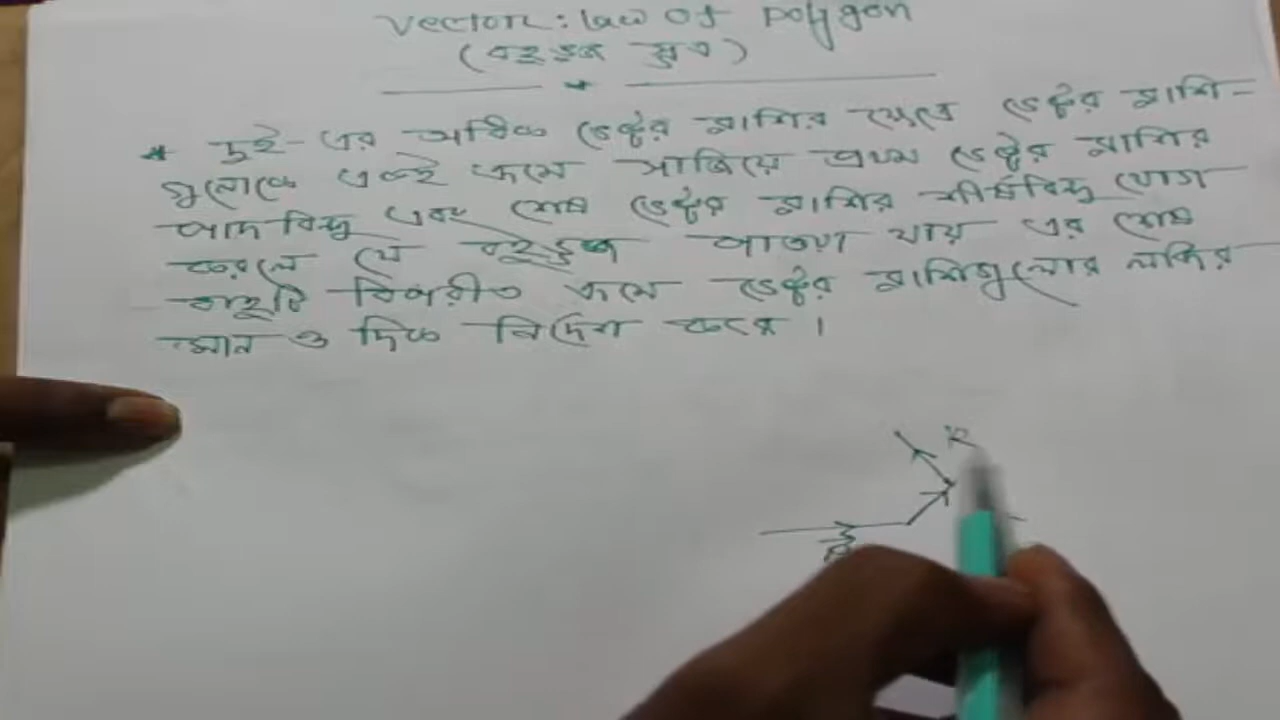 Vector: law of polygon
(বহুভুজ সূত্র)
* দুই-এর অধিক ভেক্টর রাশির ক্ষেত্রে ভেক্টর রাশি-
গুলোকে একই ক্রমে সাজিয়ে প্রথম ভেক্টর রাশির
পাদবিন্দু এবং শেষ ভেক্টর রাশির শীর্ষবিন্দু যোগ
করলে যে বহুভুজ পাওয়া যায় এর শেষ
বাহুটি বিপরীত ক্রমে ভেক্টর রাশিগুলোর লব্ধির
মান ও দিক নির্দেশ করে।